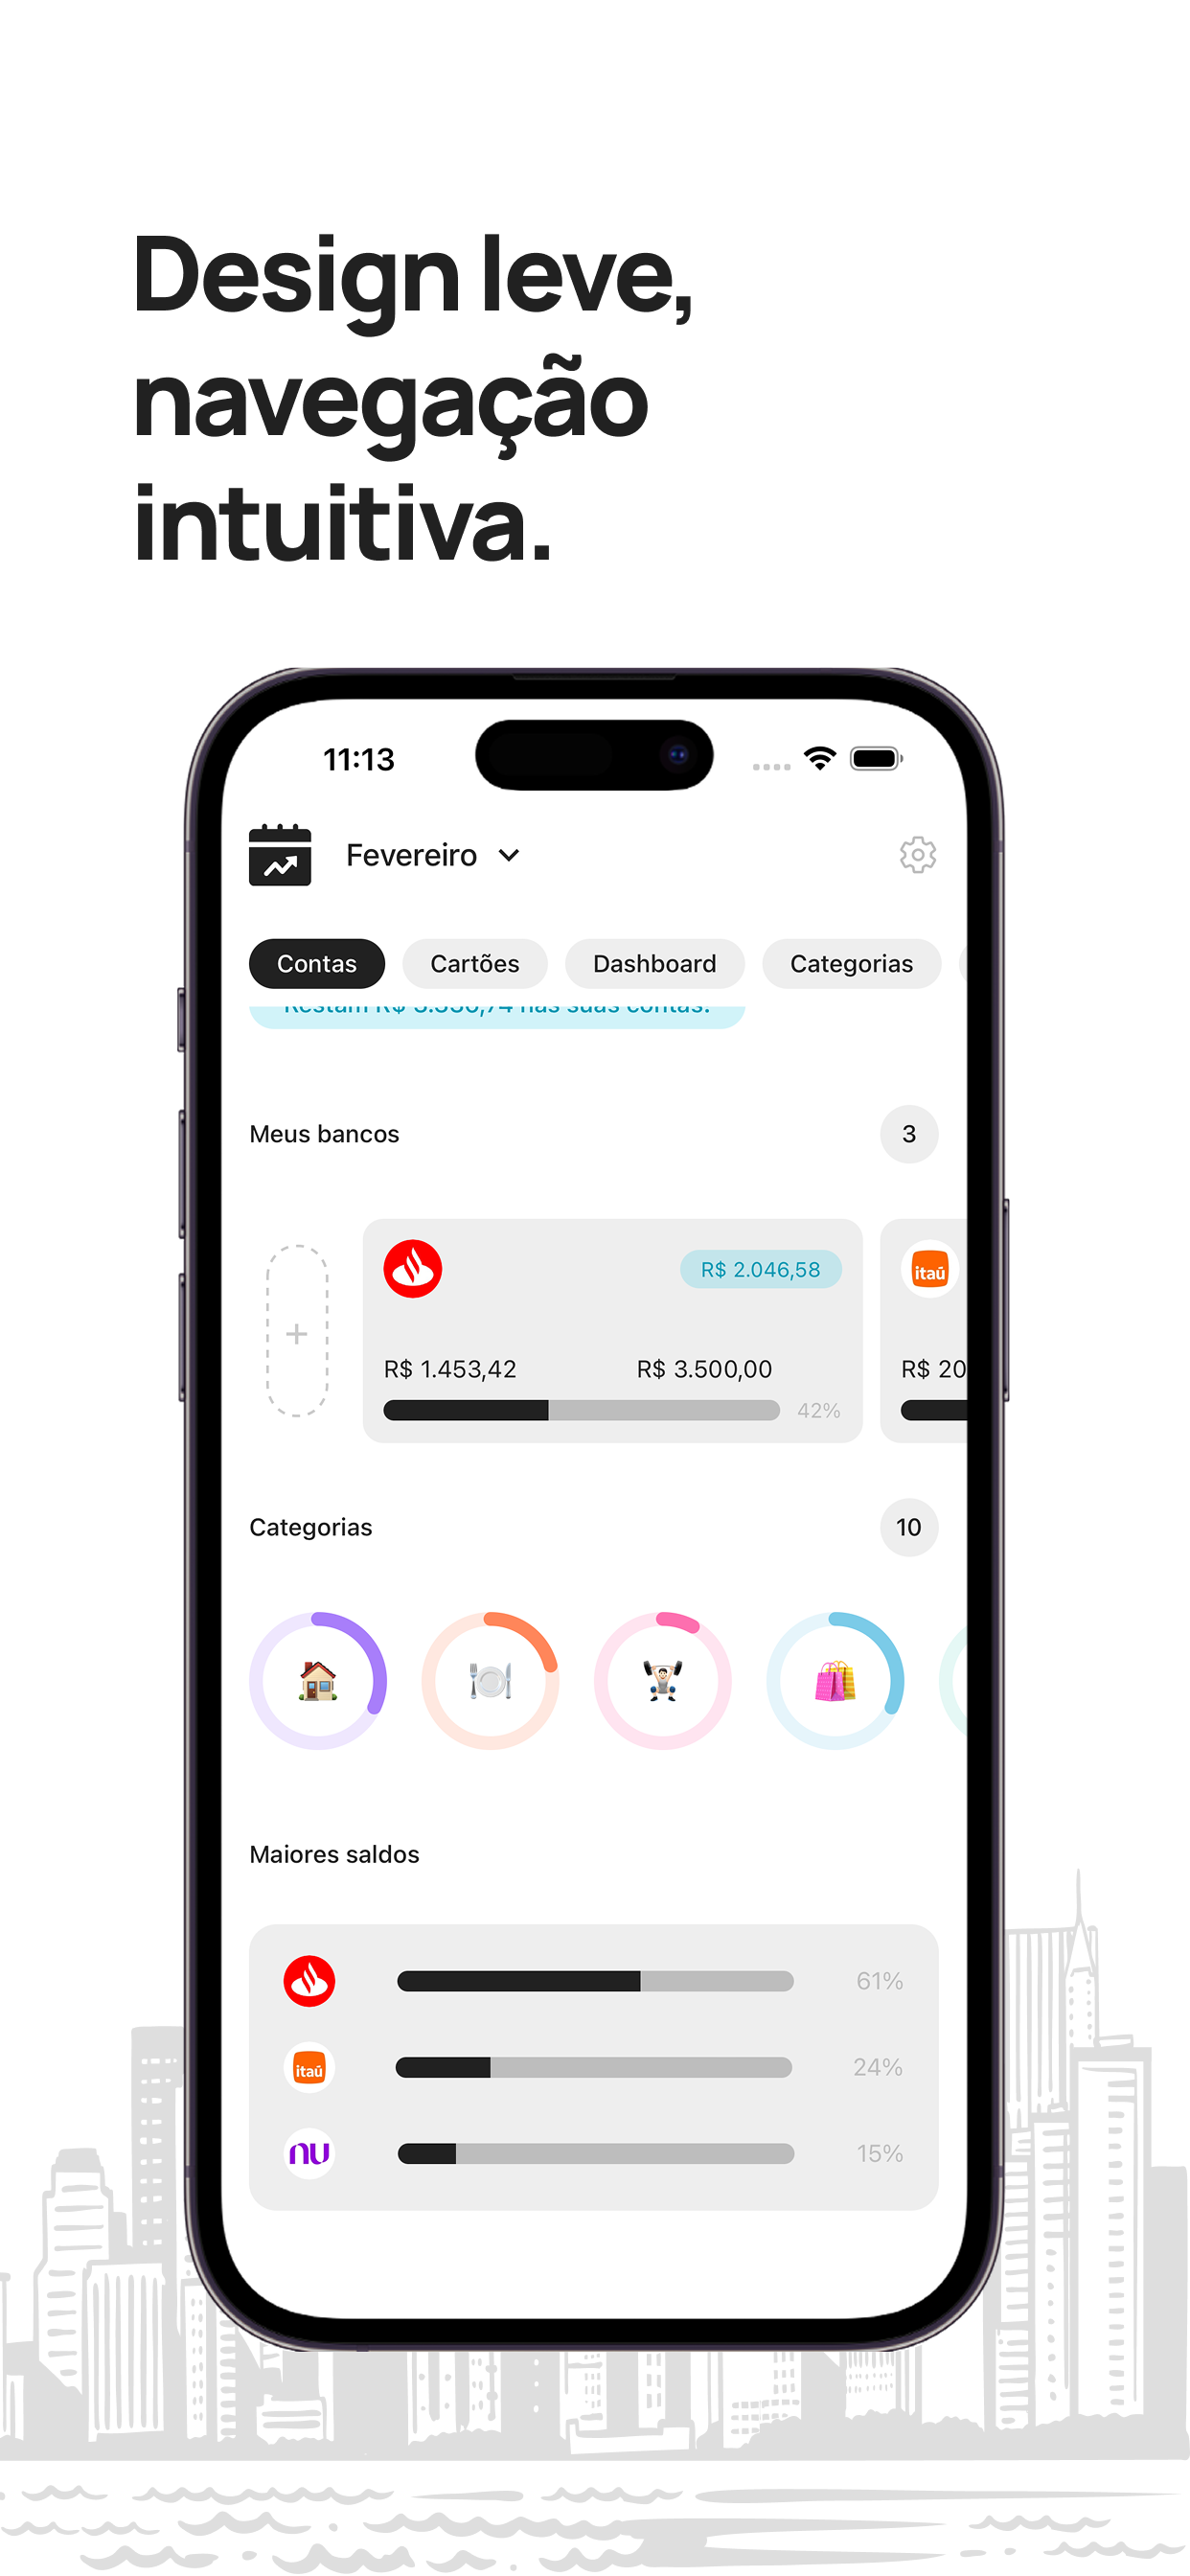 Design leve,
navegação
intuitiva.
11:13
Fevereiro
Contas Cartões Dashboard Categorias
Meus bancos 3
R$ 2.046,58
itaú
+
R$ 1.453,42 R$ 3.500,00
R$ 20
42%
Categorias 10
Maiores saldos
61%
itaú 24%
nu 15%